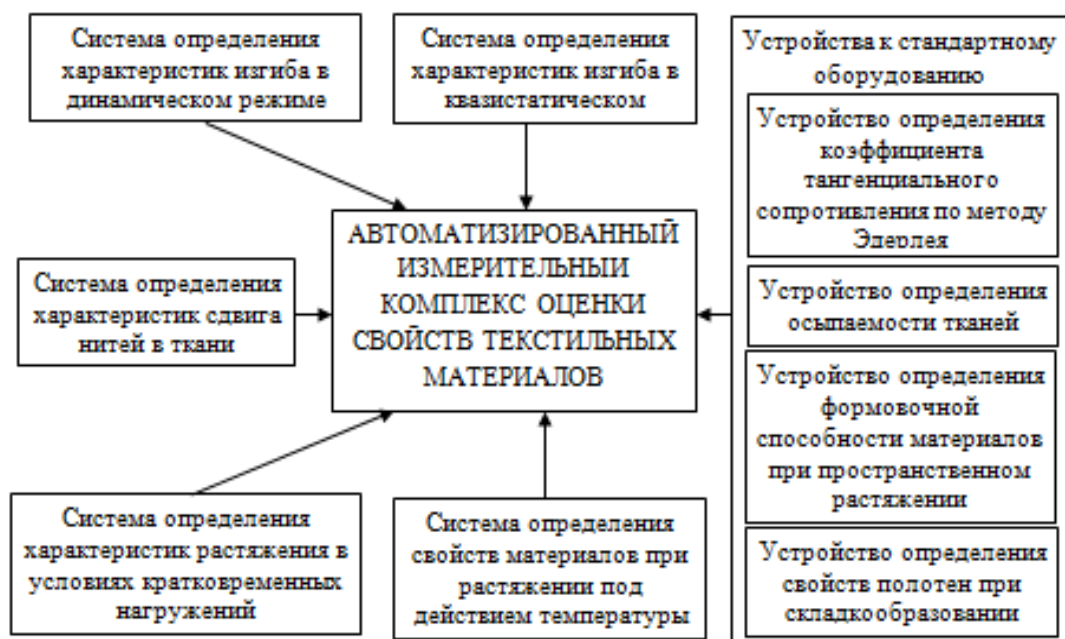 Система определения
характеристик изгиба в
динамическом режиме
Система определения
характеристик изгиба в
квазистатическом
Устройства к стандартному
оборудованию
Устройство определения
коэффициента
тангенциального
сопротивления по методу
Эдерлея
АВТОМАТИЗИРОВАННЫЙ
ИЗМЕРИТЕЛЬНЫЙ
КОМПЛЕКС ОЦЕНКИ
СВОЙСТВ ТЕКСТИЛЬНЫХ
МАТЕРИАЛОВ
Система определения
характеристик сдвига
нитей в ткани
Устройство определения
осыпаемости тканей
Устройство определения
формовочной
способности материалов
при пространственном
растяжении
Система определения
характеристик растяжения в
условиях кратковременных
нагружений
Система определения
свойств материалов при
растяжении под
действием температуры
Устройство определения
свойств полотен при
складкообразовании